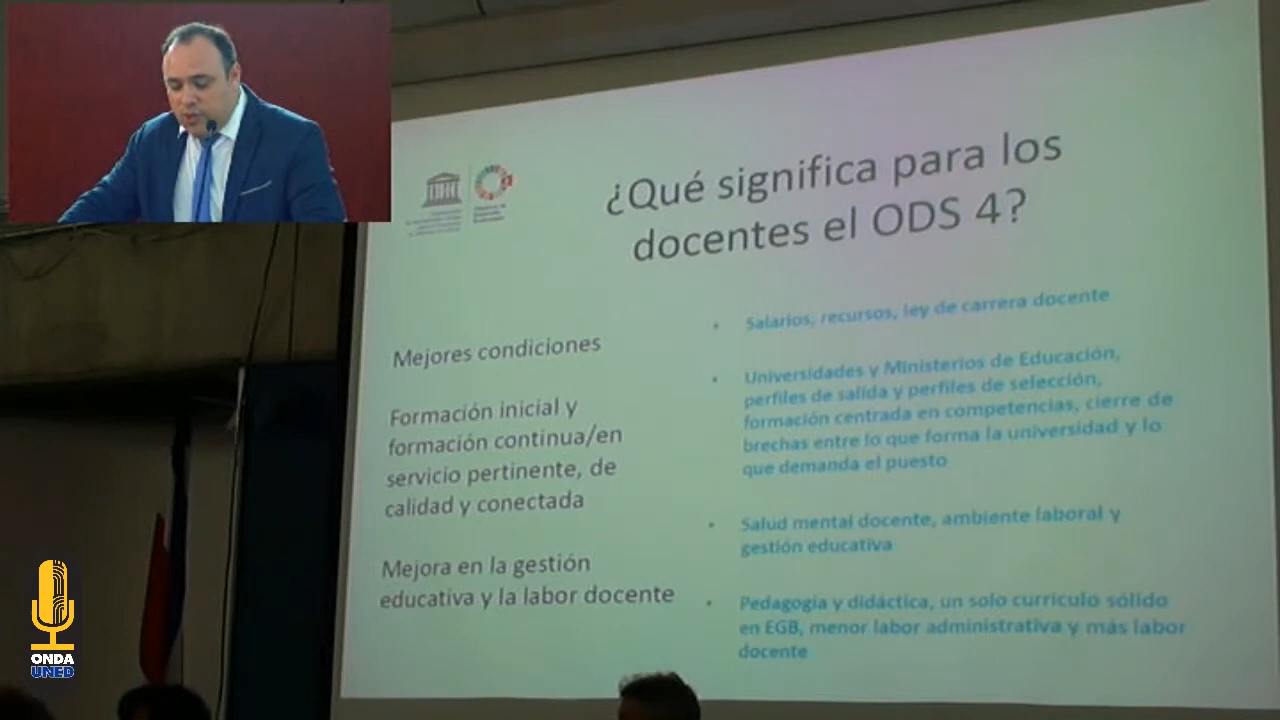 ¿Qué significa para los
docentes el ODS 4?
Mejores condiciones
Formación inicial y
formación continua/en
servicio pertinente, de
calidad y conectada
Mejora en la gestión
educativa y la labor docente
• Salarios, recursos, ley de carrera docente
• Universidades y Ministerios de Educación,
perfiles de salida y perfiles de selección,
formación centrada en competencias, cierre de
brechas entre lo que forma la universidad y lo
que demanda el puesto
• Salud mental docente, ambiente laboral y
gestión educativa
• Pedagogía y didáctica, un solo currículo sólido
en EGB, menor labor administrativa y más labor
docente
ONDA
UNED